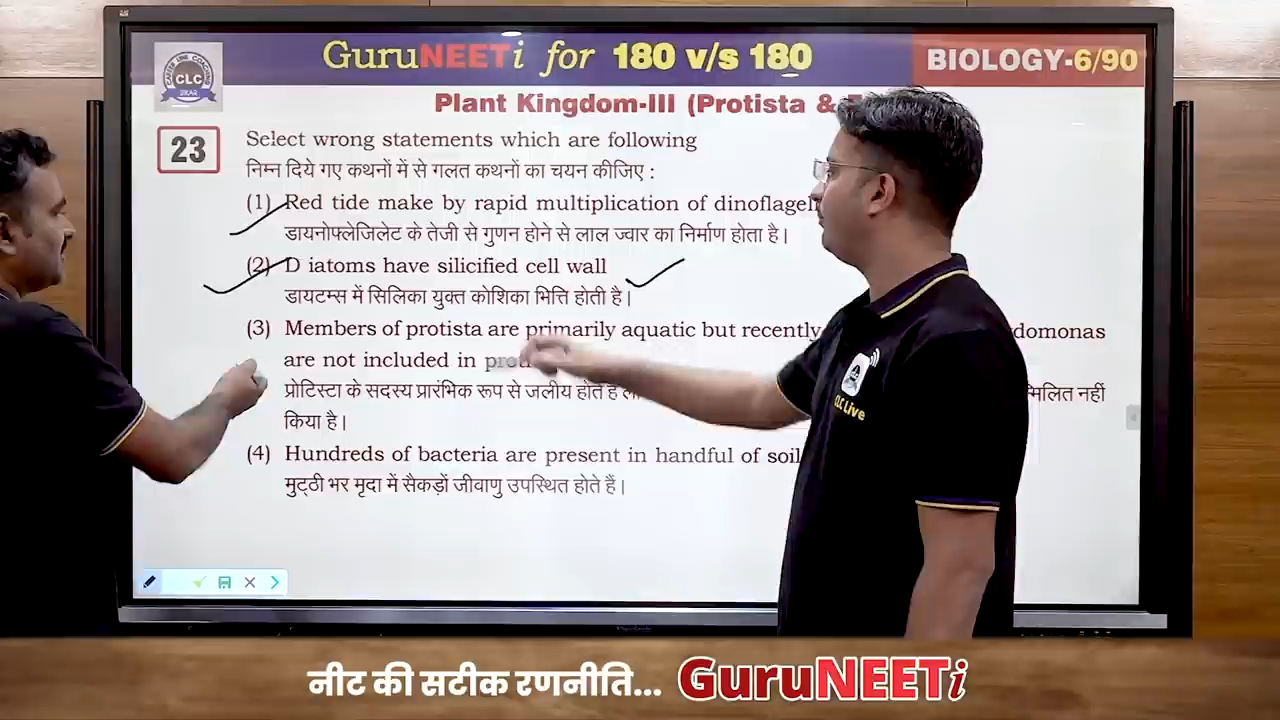 GuruNEETi for 180 v/s 180
BIOLOGY-6/90
CLC
SIKAR
Plant Kingdom-III (Protista &
23
Select wrong statements which are following
निम्न दिये गए कथनों में से गलत कथनों का चयन कीजिए :
(1) Red tide make by rapid multiplication of
डायनोफ्लेजिलेट के तेजी से गुणन होने से लाल ज्वार का निर्माण होता है।
(2) D iatoms have silicified cell wall
डायटम्स में सिलिका युक्त कोशिका भित्ति होती है।
(3) Members of protista are primarily aquatic but recently
are not included in
प्रोटिस्टा के सदस्य प्रारंभिक रूप से जलीय होते है नहीं
किया है।
(4) Hundreds of bacteria are present in handful of soil
मुट्ठी भर मृदा में सैकड़ों जीवाणु उपस्थित होते हैं।
CLC Live
नीट की सटीक रणनीति... GuruNEETi